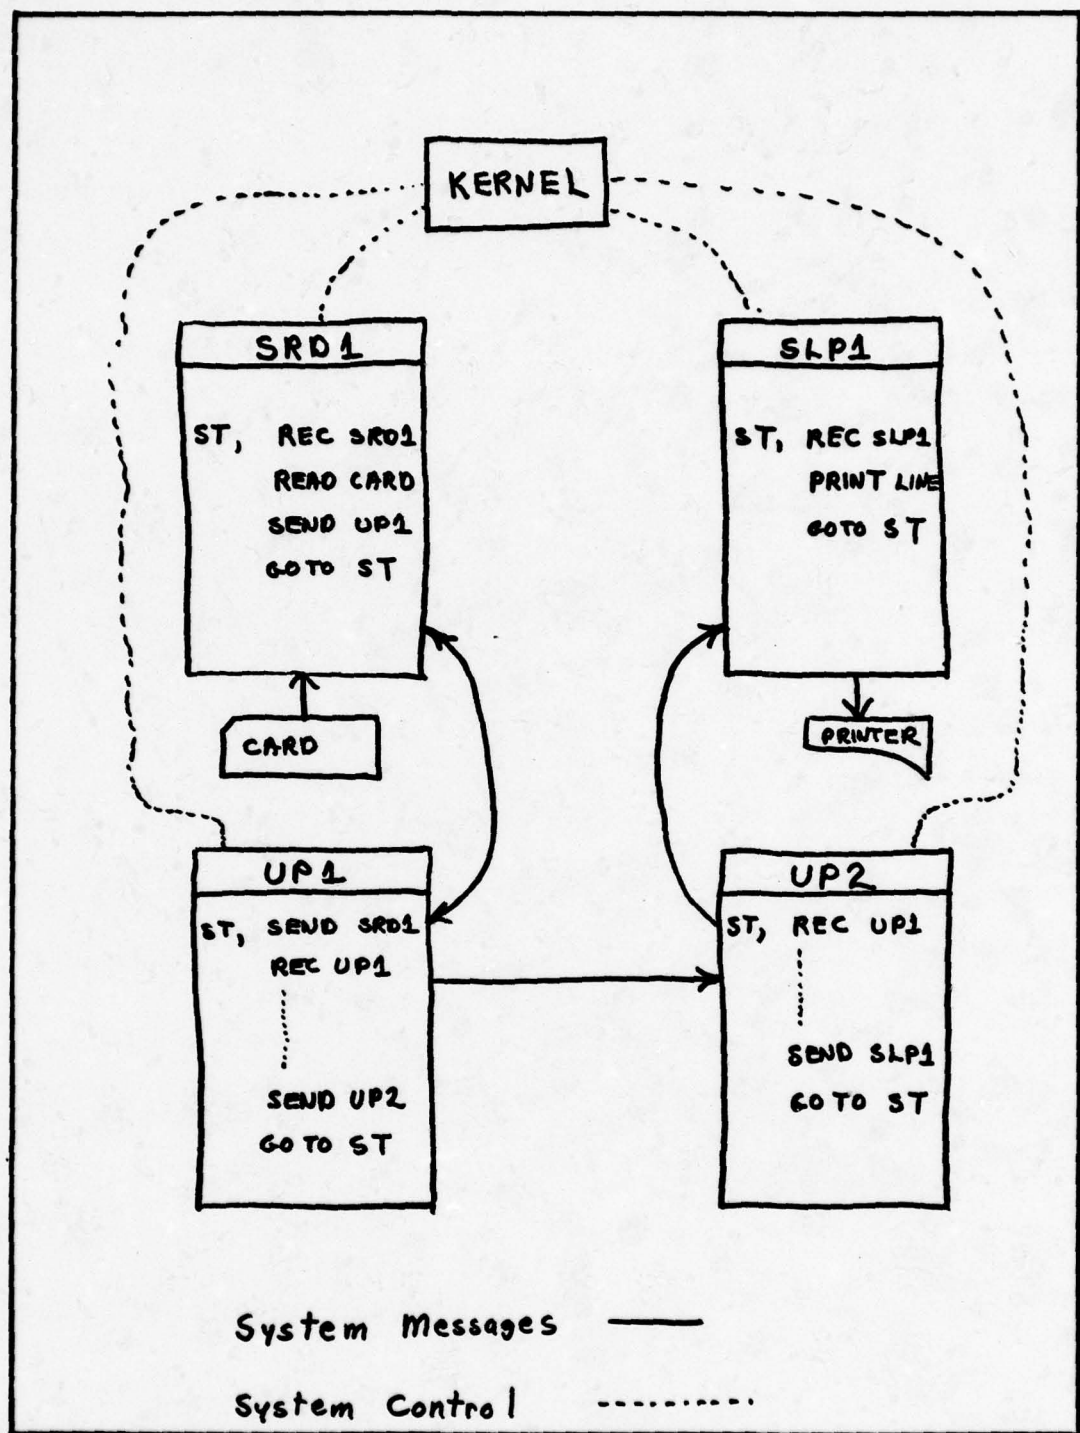 KERNEL
SRD1
ST, REC SRD1
READ CARD
SEND UP1
GO TO ST
CARD
SLP1
ST, REC SLP1
PRINT LINE
GOTO ST
PRINTER
UP1
ST, SEND SRD1
REC UP1
SEND UP2
GO TO ST
UP2
ST, REC UP1
SEND SLP1
GO TO ST
System Messages
System Control